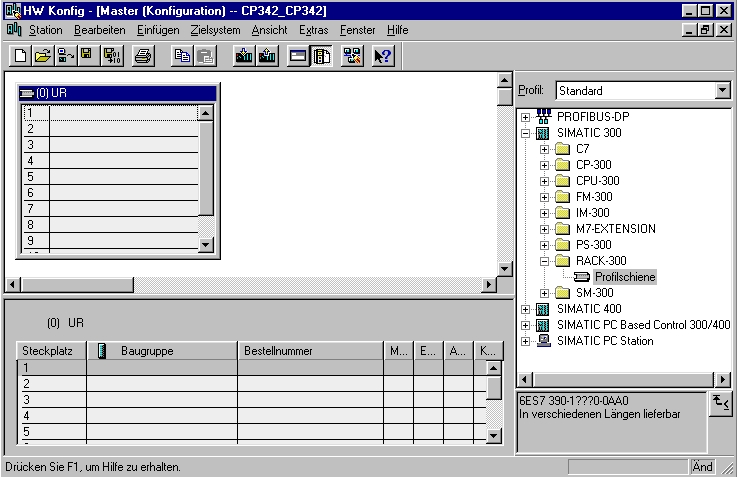 HW Konfig - [Master (Konfiguration) -- CP342_CP342]
Station Bearbeiten Einfügen Zielsystem Ansicht Extras Fenster Hilfe
(0) UR
1
2
3
4
5
6
7
8
9
Profil: Standard
PROFIBUS-DP
SIMATIC 300
C7
CP-300
CPU-300
FM-300
IM-300
M7-EXTENSION
PS-300
RACK-300
Profilschiene
SM-300
SIMATIC 400
SIMATIC PC Based Control 300/400
SIMATIC PC Station
(0) UR
Steckplatz Baugruppe Bestellnummer M... E... A... K...
1
2
3
4
5
6ES7 390-1???0-0AA0
In verschiedenen Längen lieferbar
Drücken Sie F1, um Hilfe zu erhalten. Änd